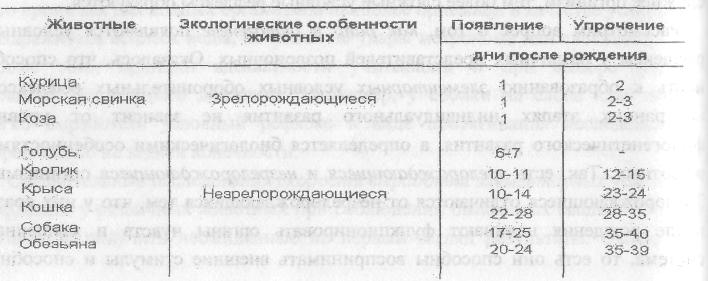 Животные Экологические особенности животных Появление Упрочение
дни после рождения
Курица 1 2
Морская свинка Зрелорождающиеся 1 2-3
Коза 1 2-3
Голубь 6-7 -
Кролик 10-11 12-15
Крыса Незрелорождающиеся 10-14 23-24
Кошка 22-28 28-35
Собака 17-25 35-40
Обезьяна 20-24 35-39